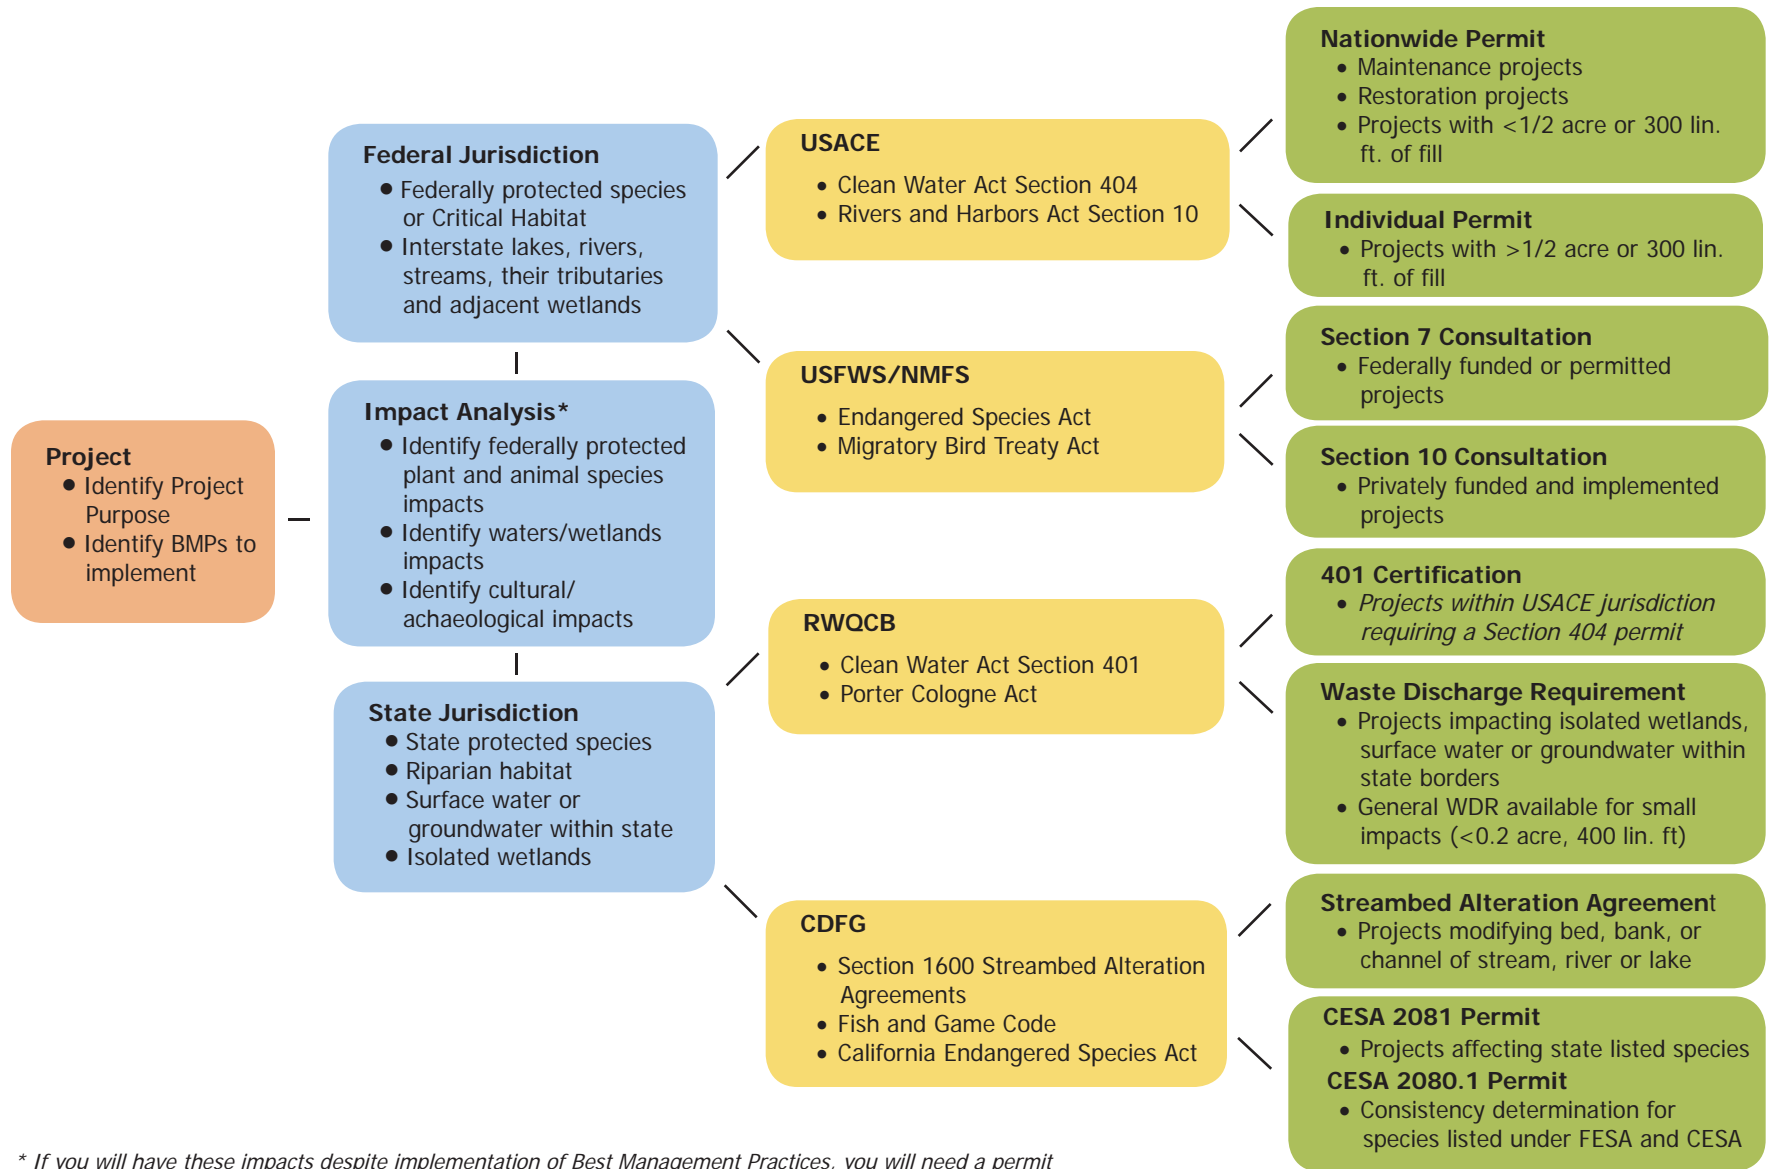 Project
• Identify Project
Purpose
• Identify BMPs to
implement
Federal Jurisdiction
• Federally protected species
or Critical Habitat
• Interstate lakes, rivers,
streams, their tributaries
and adjacent wetlands
Impact Analysis*
• Identify federally protected
plant and animal species
impacts
• Identify waters/wetlands
impacts
• Identify cultural/
achaeological impacts
State Jurisdiction
• State protected species
• Riparian habitat
• Surface water or
groundwater within state
• Isolated wetlands
USACE
• Clean Water Act Section 404
• Rivers and Harbors Act Section 10
USFWS/NMFS
• Endangered Species Act
• Migratory Bird Treaty Act
RWQCB
• Clean Water Act Section 401
• Porter Cologne Act
CDFG
• Section 1600 Streambed Alteration
Agreements
• Fish and Game Code
• California Endangered Species Act
Nationwide Permit
• Maintenance projects
• Restoration projects
• Projects with <1/2 acre or 300 lin.
ft. of fill
Individual Permit
• Projects with >1/2 acre or 300 lin.
ft. of fill
Section 7 Consultation
• Federally funded or permitted
projects
Section 10 Consultation
• Privately funded and implemented
projects
401 Certification
• Projects within USACE jurisdiction
requiring a Section 404 permit
Waste Discharge Requirement
• Projects impacting isolated wetlands,
surface water or groundwater within
state borders
• General WDR available for small
impacts (<0.2 acre, 400 lin. ft)
Streambed Alteration Agreement
• Projects modifying bed, bank, or
channel of stream, river or lake
CESA 2081 Permit
• Projects affecting state listed species
CESA 2080.1 Permit
• Consistency determination for
species listed under FESA and CESA
* If you will have these impacts despite implementation of Best Management Practices, you will need a permit